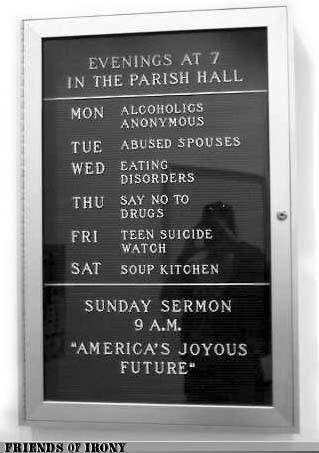 EVENINGS AT 7
IN THE PARISH HALL
MON ALCOHOLICS
ANONYMOUS
TUE ABUSED SPOUSES
WED EATING
DISORDERS
THU SAY NO TO
DRUGS
FRI TEEN SUICIDE
WATCH
SAT SOUP KITCHEN
SUNDAY SERMON
9 A.M.
"AMERICA'S JOYOUS
FUTURE"
FRIENDS OF IRONY